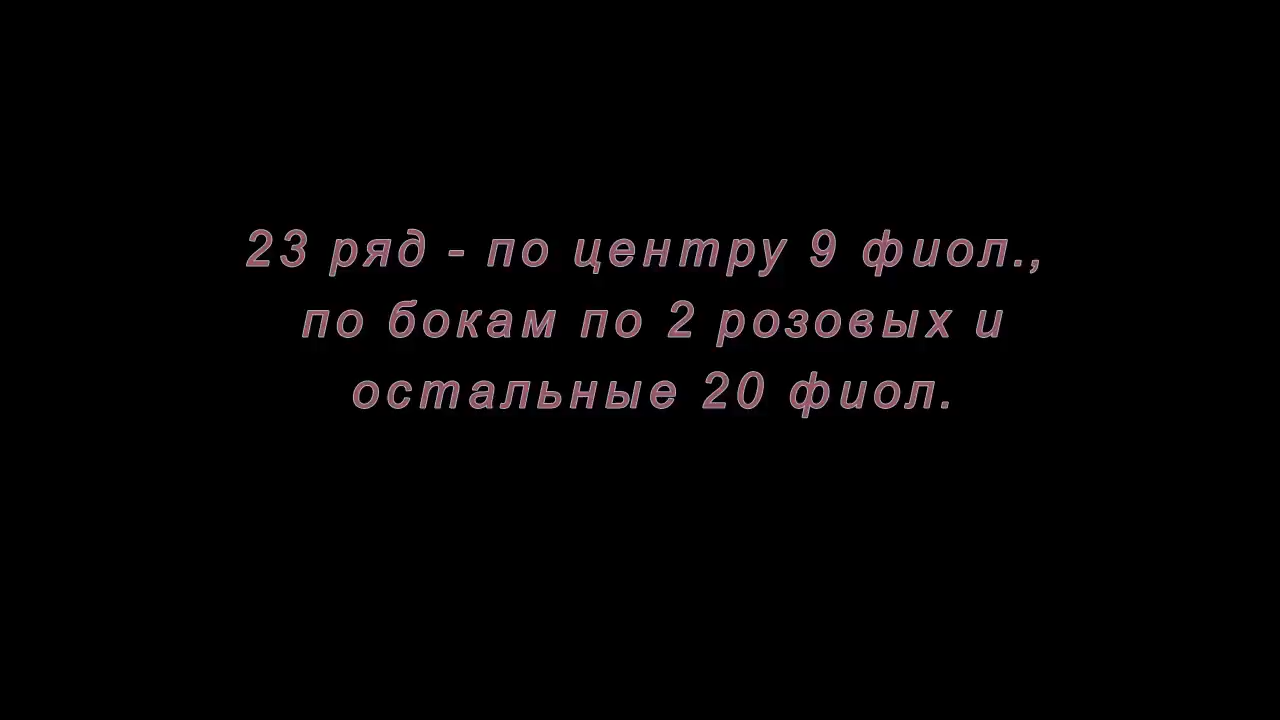 23 ряд - по центру 9 фиол.,
по бокам по 2 розовых и
остальные 20 фиол.